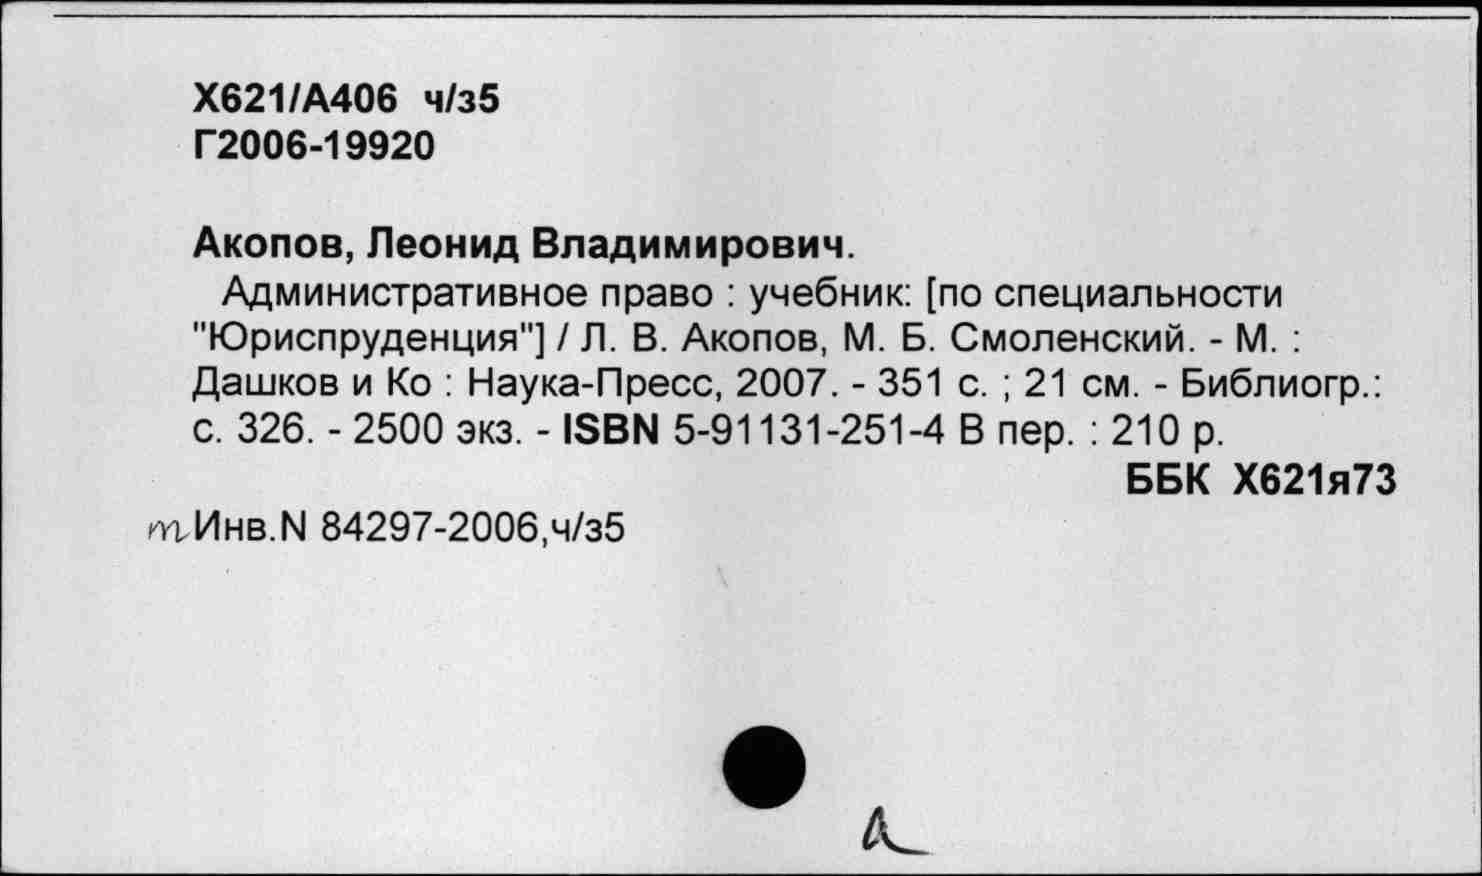 Х621/А406 ч/з5
Г2006-19920
Акопов, Леонид Владимирович.
Административное право : учебник: [по специальности
"Юриспруденция"] / Л. В. Акопов, М. Б. Смоленский. - М. :
Дашков и Ко : Наука-Пресс, 2007. - 351 с. ; 21 см. - Библиогр.:
с. 326. - 2500 экз. - ISBN 5-91131-251-4 В пер. : 210 р.
ББК Х621я73
Инв.N 84297-2006,ч/з5